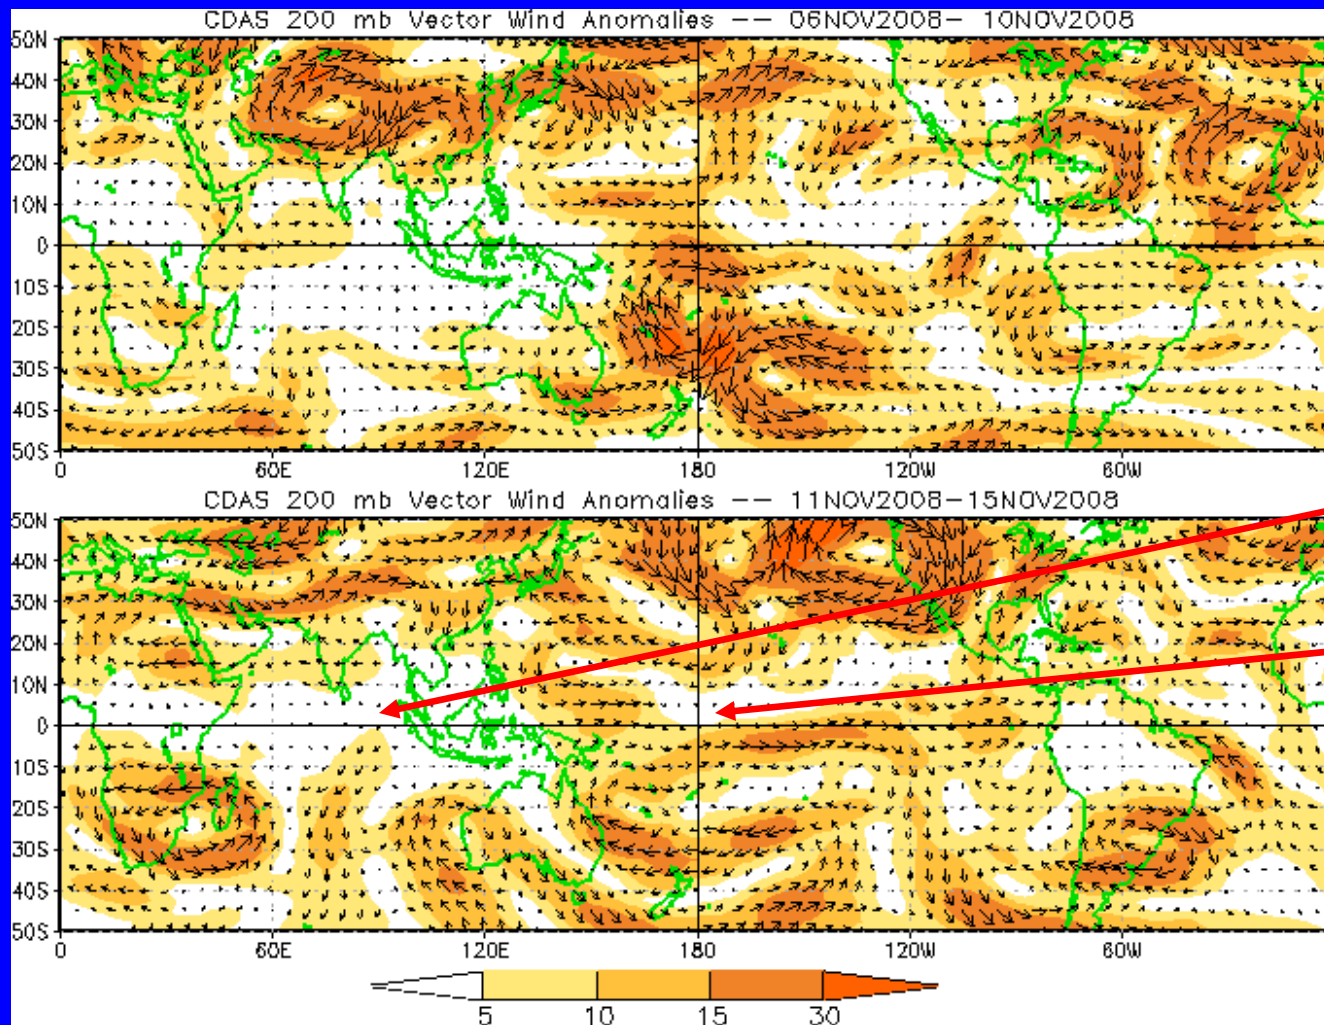 CDAS 200 mb Vector Wind Anomalies -- 06NOV2008- 10NOV2008
50N
40N
30N
20N
10N
0
10S
20S
30S
40S
50S
0 60E 120E 180 120W 60W
CDAS 200 mb Vector Wind Anomalies -- 11NOV2008-15NOV2008
50N
40N
30N
20N
10N
0
10S
20S
30S
40S
50S
0 60E 120E 180 120W 60W
5 10 15 30